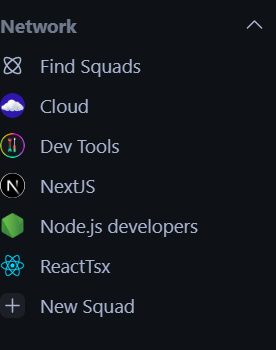 Network
Find Squads
Cloud
Dev Tools
NextJS
Node.js developers
ReactTsx
New Squad